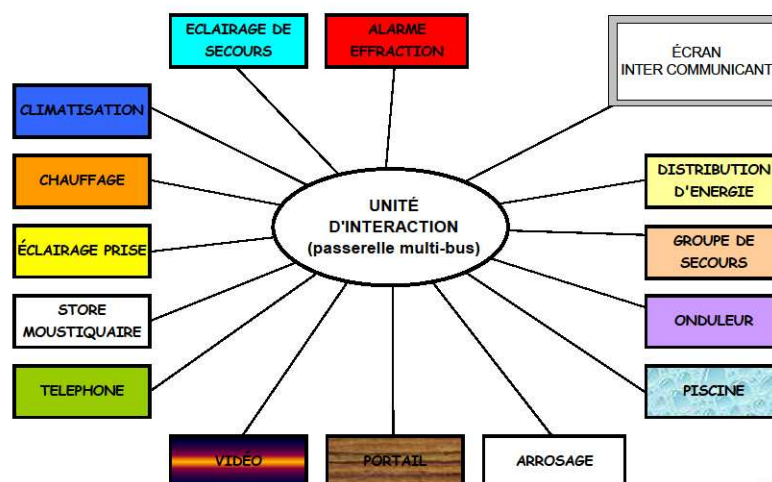 ECLAIRAGE DE
SECOURS
ALARME
EFFRACTION
ÉCRAN
INTER COMMUNICANT
CLIMATISATION
CHAUFFAGE
ÉCLAIRAGE PRISE
STORE
MOUSTIQUAIRE
TELEPHONE
UNITÉ
D'INTERACTION
(passerelle multi-bus)
DISTRIBUTION
D'ENERGIE
GROUPE DE
SECOURS
ONDULEUR
PISCINE
VIDÉO
PORTAIL
ARROSAGE